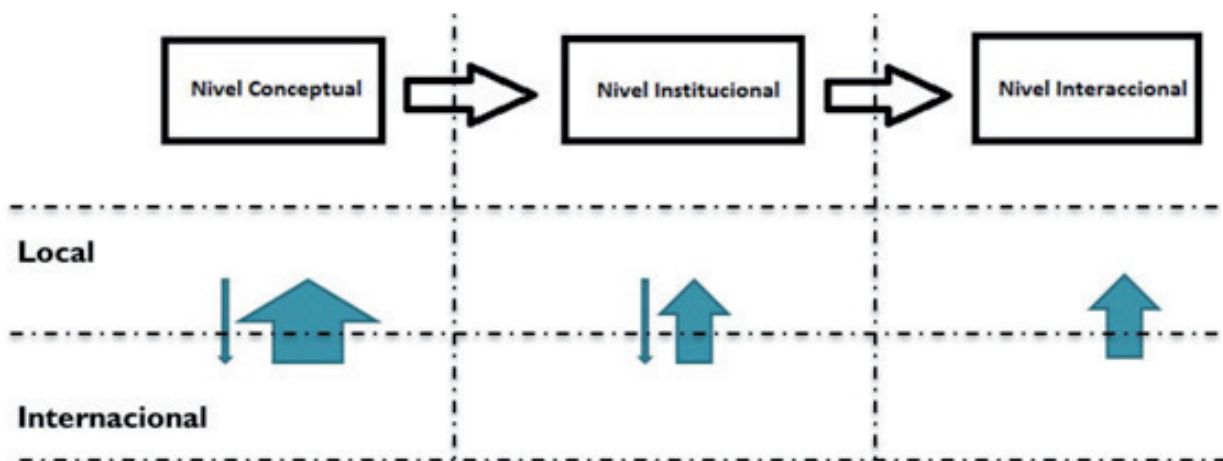 Nivel Conceptual
Nivel Institucional
Nivel Interaccional
Local
Internacional